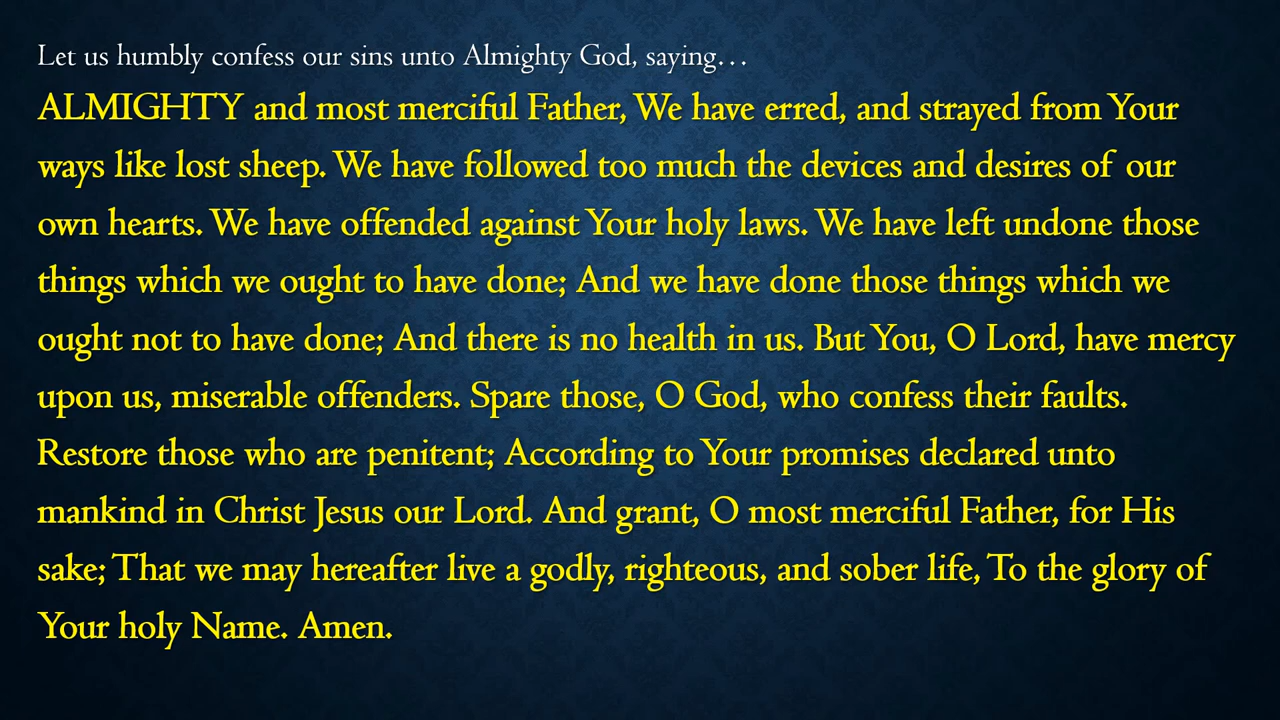 Let us humbly confess our sins unto Almighty God, saying…
ALMIGHTY and most merciful Father, We have erred, and strayed from Your
ways like lost sheep. We have followed too much the devices and desires of our
own hearts. We have offended against Your holy laws. We have left undone those
things which we ought to have done; And we have done those things which we
ought not to have done; And there is no health in us. But You, O Lord, have mercy
upon us, miserable offenders. Spare those, O God, who confess their faults.
Restore those who are penitent; According to Your promises declared unto
mankind in Christ Jesus our Lord. And grant, O most merciful Father, for His
sake; That we may hereafter live a godly, righteous, and sober life, To the glory of
Your holy Name. Amen.